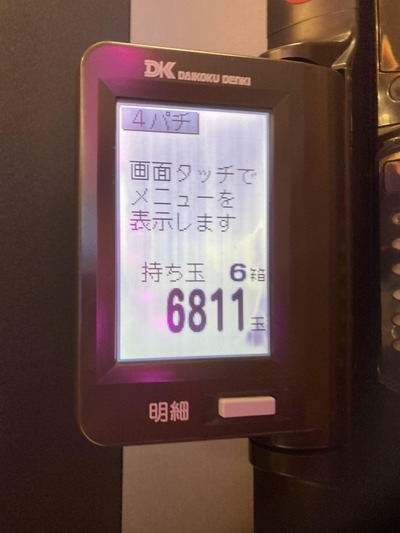 DK DAIKOKU DENKI
4パチ
画面タッチで
メニューを
表示します
持ち玉 6箱
6811玉
明細